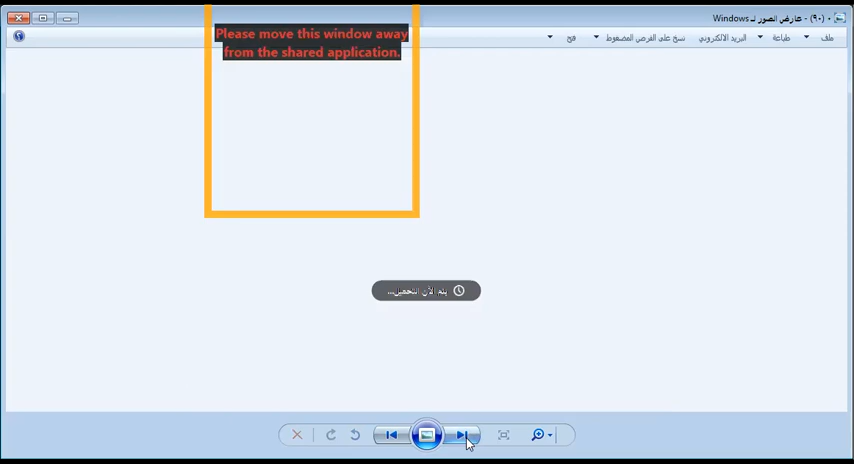 ٠ (٩٠) - عارض الصور لـ Windows
ملف
طباعة
البريد الالكتروني
نسخ على القرص المضغوط
فتح
Please move this window away
from the shared application.
يتم الآن التحميل...